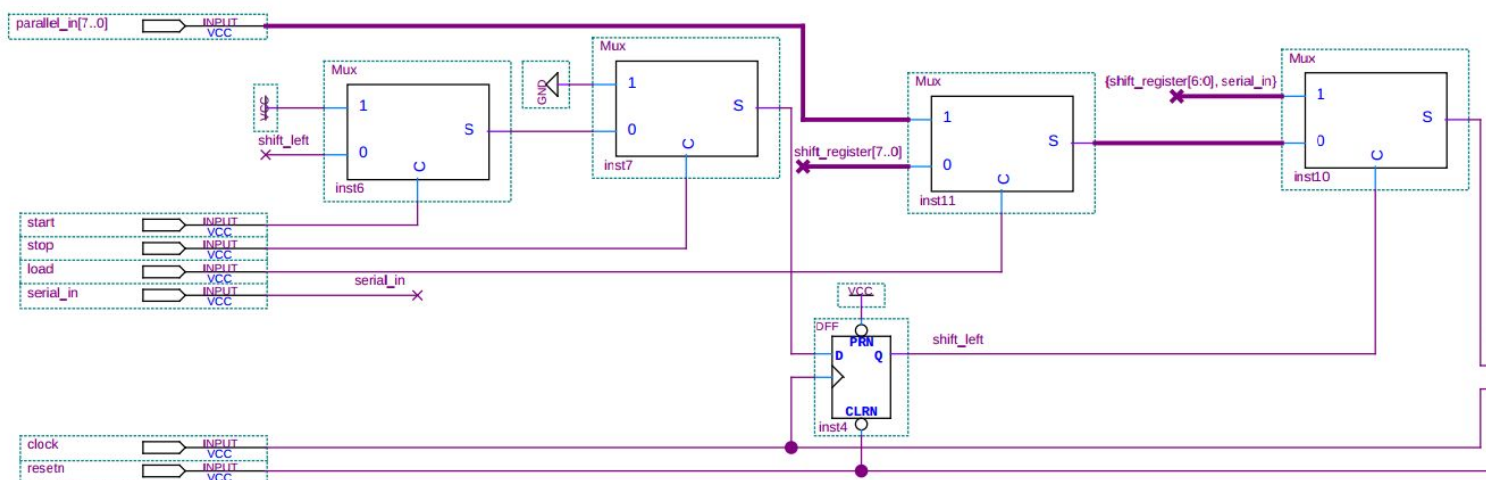 parallel_in[7..0]
INPUT
VCC
Mux
VCC
1
shift_left
0
S
C
inst6
GND
Mux
1
0
S
C
inst7
Mux
1
shift_register[7..0]
0
S
C
inst11
Mux
{shift_register[6:0], serial_in}
1
0
S
C
inst10
start
INPUT
VCC
stop
INPUT
VCC
load
INPUT
VCC
serial_in
INPUT
VCC
serial_in
VCC
DFF
PRN
D
Q
CLRN
inst4
shift_left
clock
INPUT
VCC
resetn
INPUT
VCC